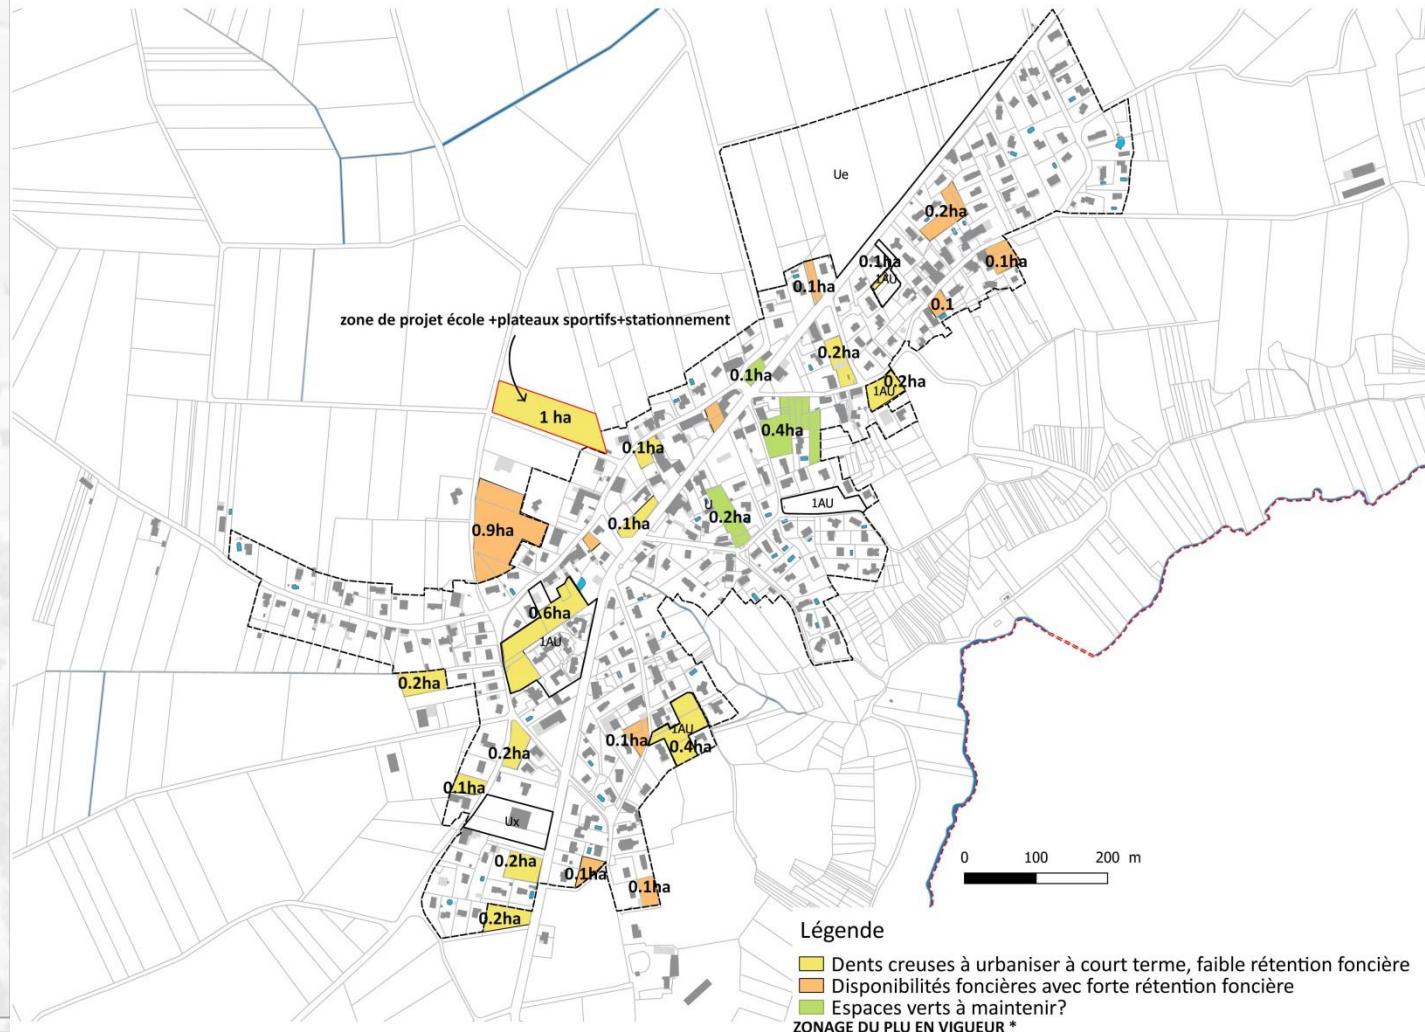 Ue
0.2ha
0.1ha
0.1ha
1AU
0.1ha
0.1
zone de projet école +plateaux sportifs+stationnement
0.2ha
0.1ha
0.2ha
1AU
1 ha
0.4ha
0.1ha
1AU
U
0.2ha
0.1ha
0.9ha
0.6ha
1AU
0.2ha
1AU
0.1ha
0.4ha
0.2ha
0.1ha
Ux
0.2ha
0.1ha
0.1ha
0.2ha
0 100 200 m
Légende
Dents creuses à urbaniser à court terme, faible rétention foncière
Disponibilités foncières avec forte rétention foncière
Espaces verts à maintenir?
ZONAGE DU PLU EN VIGUEUR *